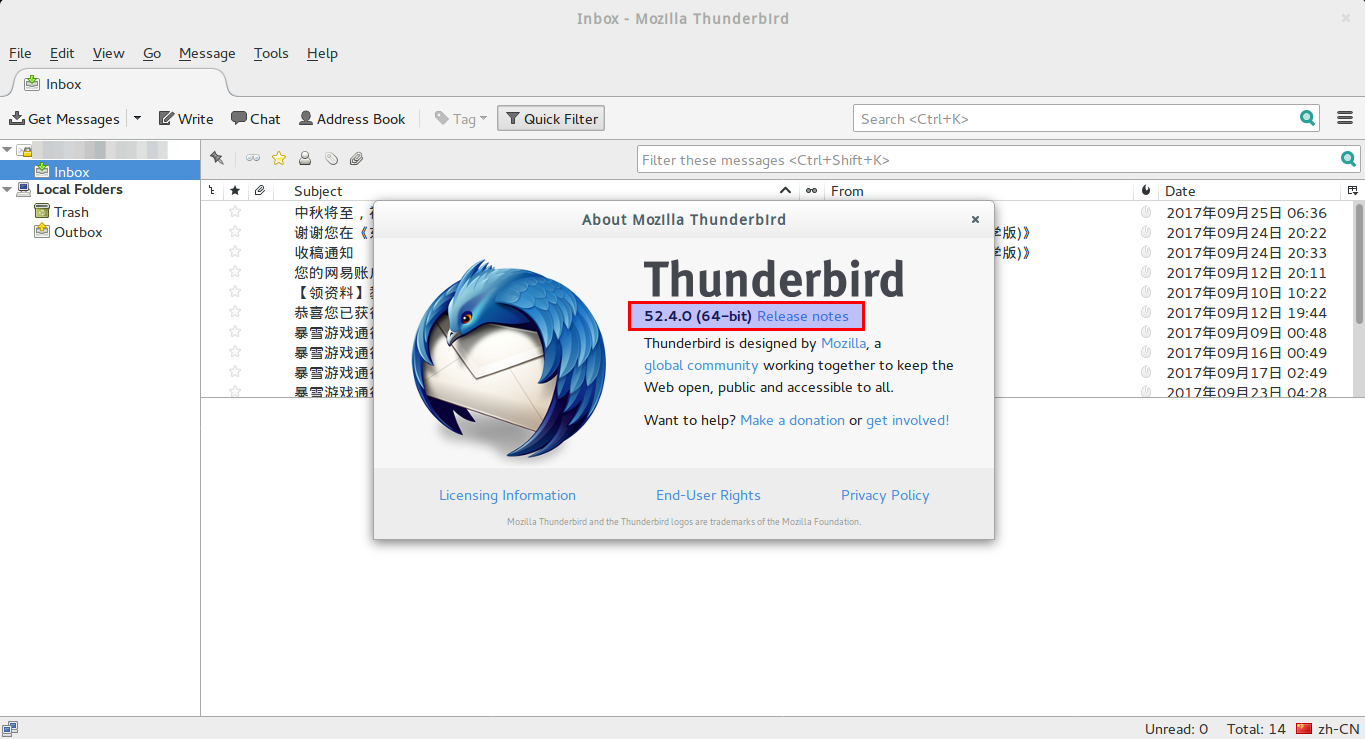 Inbox - Mozilla Thunderbird
File Edit View Go Message Tools Help
Inbox
Get Messages Write Chat Address Book Tag Quick Filter Search <Ctrl+K>
Filter these messages <Ctrl+Shift+K>
Inbox
Local Folders
Trash
Outbox
Subject From Date
中秋将至，
2017年09月25日 06:36
谢谢您在《
学版)》
2017年09月24日 20:22
收稿通知
学版)》
2017年09月24日 20:33
您的网易账
2017年09月12日 20:11
【领资料】
2017年09月10日 10:22
恭喜您已获
2017年09月12日 19:44
暴雪游戏通
2017年09月09日 00:48
暴雪游戏通
2017年09月16日 00:49
暴雪游戏通
2017年09月17日 02:49
暴雪游戏通
2017年09月23日 04:28
About Mozilla Thunderbird
Thunderbird
52.4.0 (64-bit) Release notes
Thunderbird is designed by Mozilla, a
global community working together to keep the
Web open, public and accessible to all.
Want to help? Make a donation or get involved!
Licensing Information End-User Rights Privacy Policy
Mozilla Thunderbird and the Thunderbird logos are trademarks of the Mozilla Foundation.
Unread: 0 Total: 14 zh-CN